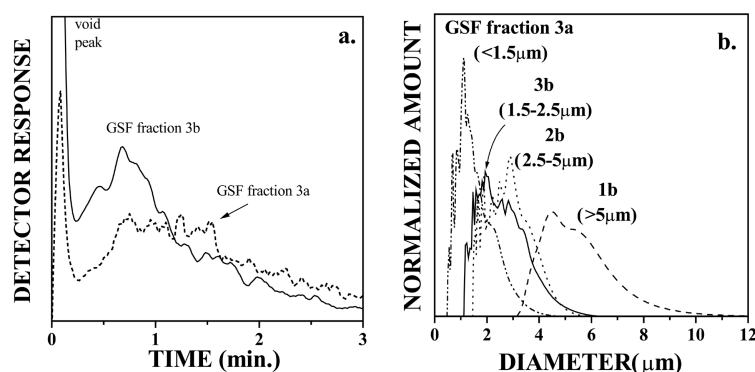 DETECTOR RESPONSE
void
peak
a.
GSF fraction 3b
GSF fraction 3a
0 1 2 3
TIME (min.)
NORMALIZED AMOUNT
GSF fraction 3a
(<1.5μm)
b.
3b
(1.5-2.5μm)
2b
(2.5-5μm)
1b
(>5μm)
0 2 4 6 8 10 12
DIAMETER(μm)